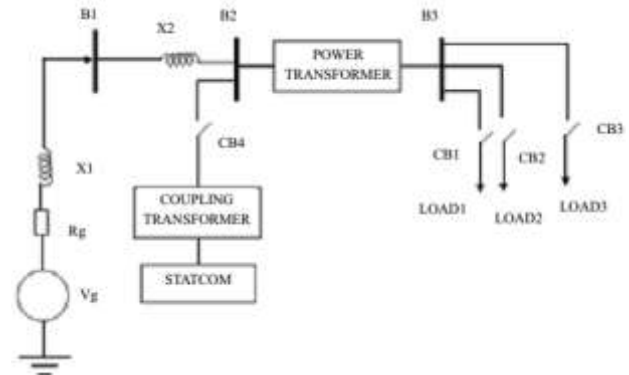 B1
X2
B2
B3
POWER
TRANSFORMER
CB4
CB1
CB2
CB3
X1
COUPLING
TRANSFORMER
LOAD1
LOAD2
LOAD3
Rg
STATCOM
Vg